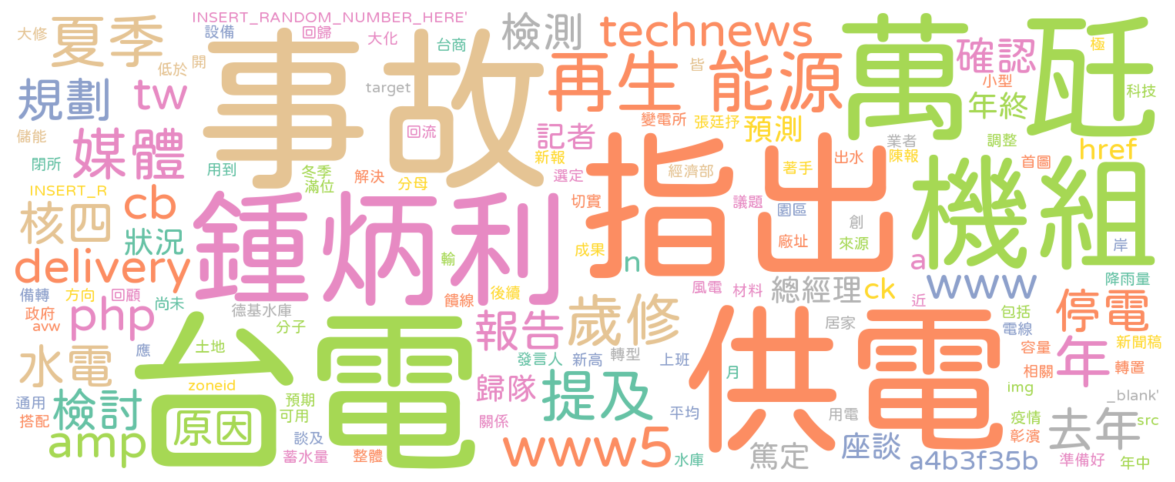 INSERT_RANDOM_NUMBER_HERE'
大修
夏季
設備
回歸
大化
台商
檢測
technews
確認
極
低於
開
事故
target
再生
皆
能源
萬
瓩
小型
科技
規劃
tw
年終
儲能
媒體
回流
記者
變電所
張廷抒
預測
業者
調整
href
閉所
用到
冬季
滿位
解決
分母
新報
選定
指出
經濟部
著手
出水
陳報
首圖
機組
INSERT_R
核四
cb
狀況
鍾炳利
切實
議題
園區
創
成果
廠址
來源
岸
delivery
輸
n
a
備轉
方向
回顧
尚未
德基水庫
饋線
後續
風電
材料
總經理
ck
近
www
降雨量
政府
avw
php
分子
台電
報告
歲修
居家
包括
電線
停電
水電
應
土地
發言人
新高
轉型
上班
供電
容量
年
新聞稿
zoneid
歸隊
提及
月
相關
轉置
通用
搭配
檢討
原因
預期
可用
關係
平均
用電
img
_blank'
疫情
彰濱
去年
src
amp
談及
蓄水量
整體
www5
水庫
篤定
座談
a4b3f35b
準備好
年中